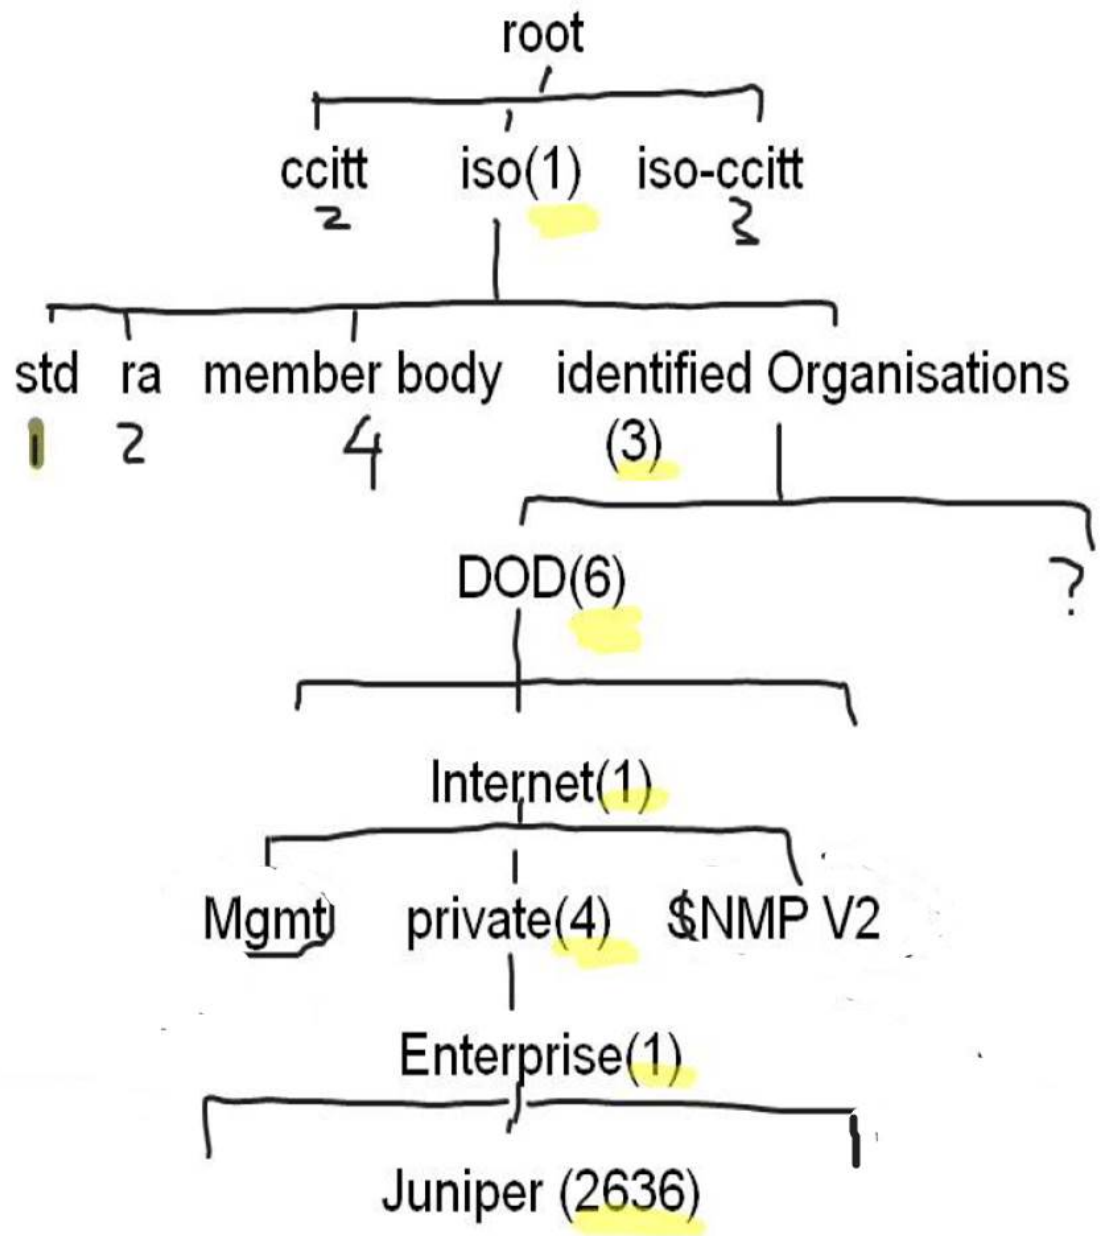 root
ccitt iso(1) iso-ccitt
2 3
std ra member body identified Organisations
1 2 4 (3)
DOD(6) ?
Internet(1)
Mgmt private(4) $NMP V2
Enterprise(1)
Juniper (2636)